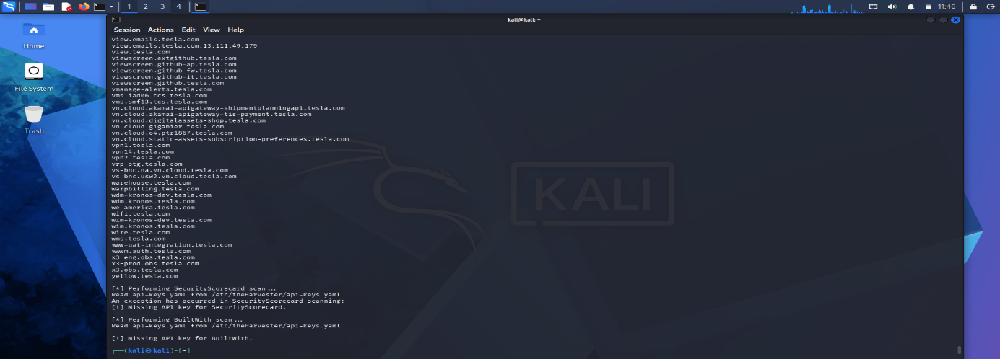 1 2 3 4 11:46
kali@kali: ~
Session Actions Edit View Help
Home
File System
Trash
view.emails.tesla.com
view.emails.tesla.com:13.111.49.179
view.tesla.com
viewscreen.extgithub.tesla.com
viewscreen.github-ap.tesla.com
viewscreen.github-fw.tesla.com
viewscreen.github-it.tesla.com
viewscreen.github.tesla.com
vmanage-alerts.tesla.com
vms.iad06.tcs.tesla.com
vms.smf13.tcs.tesla.com
vn.cloud.akamai-apigateway-shipmentplanningapi.tesla.com
vn.cloud.akamai-apigateway-tis-payment.tesla.com
vn.cloud.digitalassets-shop.tesla.com
vn.cloud.gigabier.tesla.com
vn.cloud.o4.ptr1867.tesla.com
vn.cloud.static-assets-subscription-preferences.tesla.com
vpn1.tesla.com
vpn14.tesla.com
vpn2.tesla.com
vrp-stg.tesla.com
vs-bnc.na.vn.cloud.tesla.com
vs-bnc.usw2.vn.cloud.tesla.com
warehouse.tesla.com
warpbilling.tesla.com
wdm-kronos-dev.tesla.com
wdm.kronos.tesla.com
we-america.tesla.com
wifi.tesla.com
wim-kronos-dev.tesla.com
wim.kronos.tesla.com
wire.tesla.com
wms.tesla.com
www-uat-integration.tesla.com
wwwm.auth.tesla.com
x3-eng.obs.tesla.com
x3-prod.obs.tesla.com
x3.obs.tesla.com
yellow.tesla.com
[*] Performing SecurityScorecard scan...
Read api-keys.yaml from /etc/theHarvester/api-keys.yaml
An exception has occurred in SecurityScorecard scanning:
[!] Missing API key for SecurityScorecard.
[*] Performing BuiltWith scan...
Read api-keys.yaml from /etc/theHarvester/api-keys.yaml
[!] Missing API key for BuiltWith.
┌──(kali㉿kali)-[~]
KALI